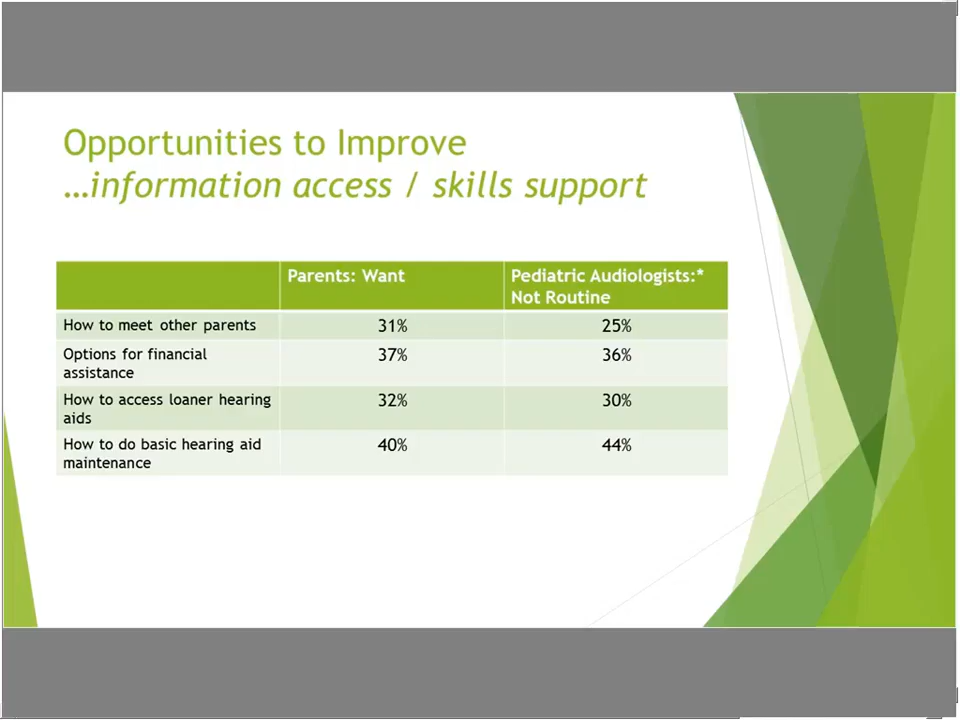 Opportunities to Improve
…information access / skills support
Parents: Want
Pediatric Audiologists:*
Not Routine
How to meet other parents
31%
25%
Options for financial
assistance
37%
36%
How to access loaner hearing
aids
32%
30%
How to do basic hearing aid
maintenance
40%
44%